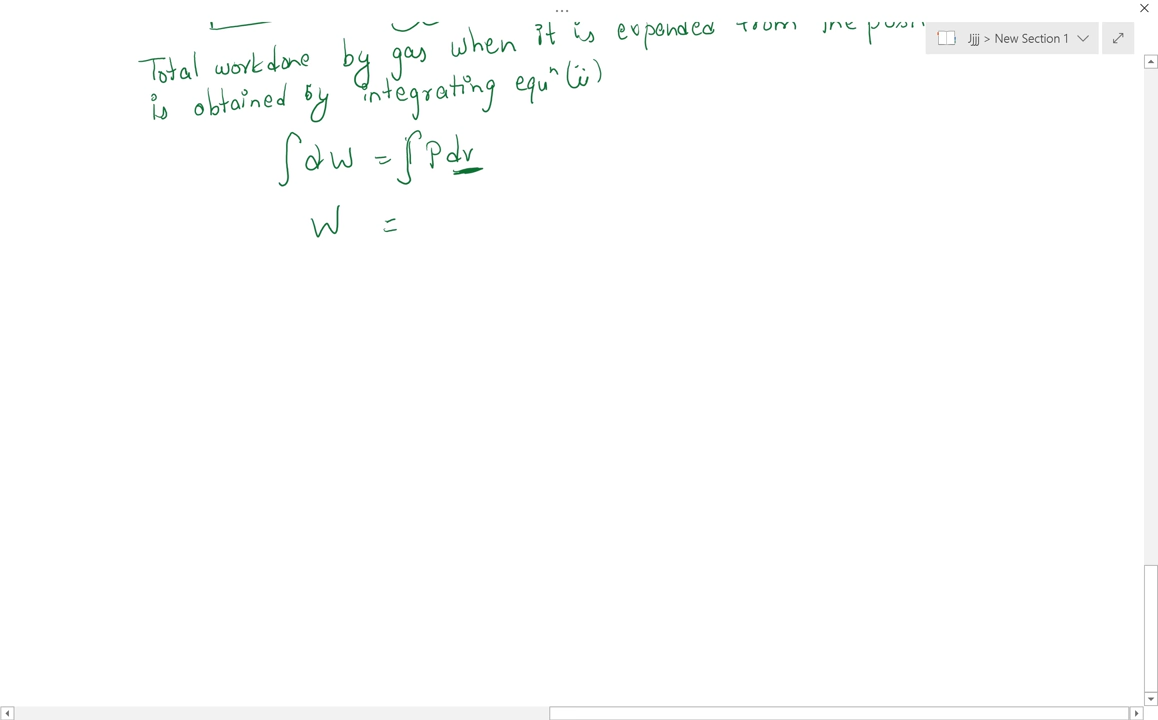 Total workdone by gas when it is expanded from the
Jjjj > New Section 1
is obtained by integrating equⁿ (ii)
∫dW = ∫Pdv
W =